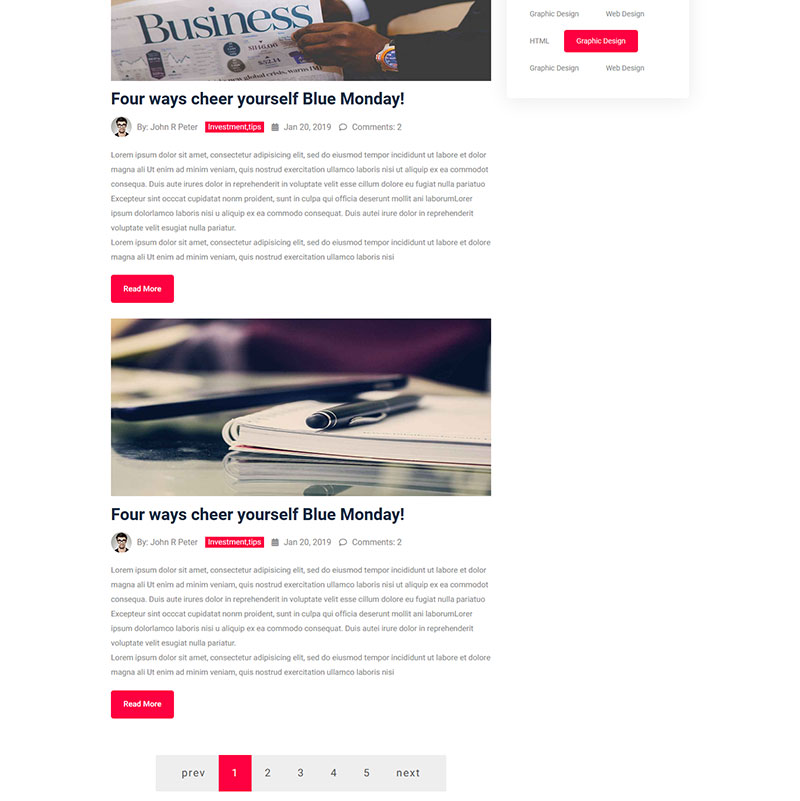 Business
$1146.00
$52.14
new global crisis, warns IMF
Graphic Design Web Design
HTML Graphic Design
Graphic Design Web Design
Four ways cheer yourself Blue Monday!
By: John R Peter Investment,tips Jan 20, 2019 Comments: 2
Lorem ipsum dolor sit amet, consectetur adipisicing elit, sed do eiusmod tempor incididunt ut labore et dolor
magna ali Ut enim ad minim veniam, quis nostrud exercitation ullamco laboris nisi ut aliquip ex ea commodot
consequa. Duis aute irures dolor in reprehenderit in voluptate velit esse cillum dolore eu fugiat nulla pariatuo
Excepteur sint occcat cupidatat nonm proident, sunt in culpa qui officia deserunt mollit ani laborumLorer
ipsum dolorlamco laboris nisi u aliquip ex ea commodo consequat. Duis autei irure dolor in reprehenderit
voluptate velit esugiat nulla pariatur.
Lorem ipsum dolor sit amet, consectetur adipisicing elit, sed do eiusmod tempor incididunt ut labore et dolore
magna ali Ut enim ad minim veniam, quis nostrud exercitation ullamco laboris nisi
Read More
Four ways cheer yourself Blue Monday!
By: John R Peter Investment,tips Jan 20, 2019 Comments: 2
Lorem ipsum dolor sit amet, consectetur adipisicing elit, sed do eiusmod tempor incididunt ut labore et dolor
magna ali Ut enim ad minim veniam, quis nostrud exercitation ullamco laboris nisi ut aliquip ex ea commodot
consequa. Duis aute irures dolor in reprehenderit in voluptate velit esse cillum dolore eu fugiat nulla pariatuo
Excepteur sint occcat cupidatat nonm proident, sunt in culpa qui officia deserunt mollit ani laborumLorer
ipsum dolorlamco laboris nisi u aliquip ex ea commodo consequat. Duis autei irure dolor in reprehenderit
voluptate velit esugiat nulla pariatur.
Lorem ipsum dolor sit amet, consectetur adipisicing elit, sed do eiusmod tempor incididunt ut labore et dolore
magna ali Ut enim ad minim veniam, quis nostrud exercitation ullamco laboris nisi
Read More
prev 1 2 3 4 5 next